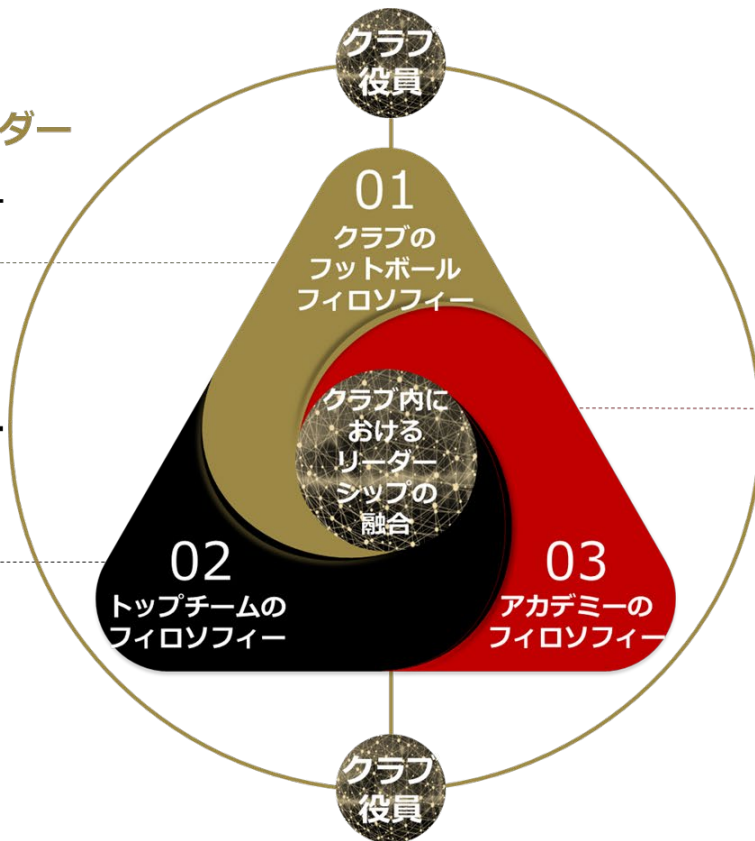 クラブ
役員
ダー
01
クラブの
フットボール
フィロソフィー
クラブ内に
おける
リーダー
シップの
融合
02
トップチームの
フィロソフィー
03
アカデミーの
フィロソフィー
クラブ
役員